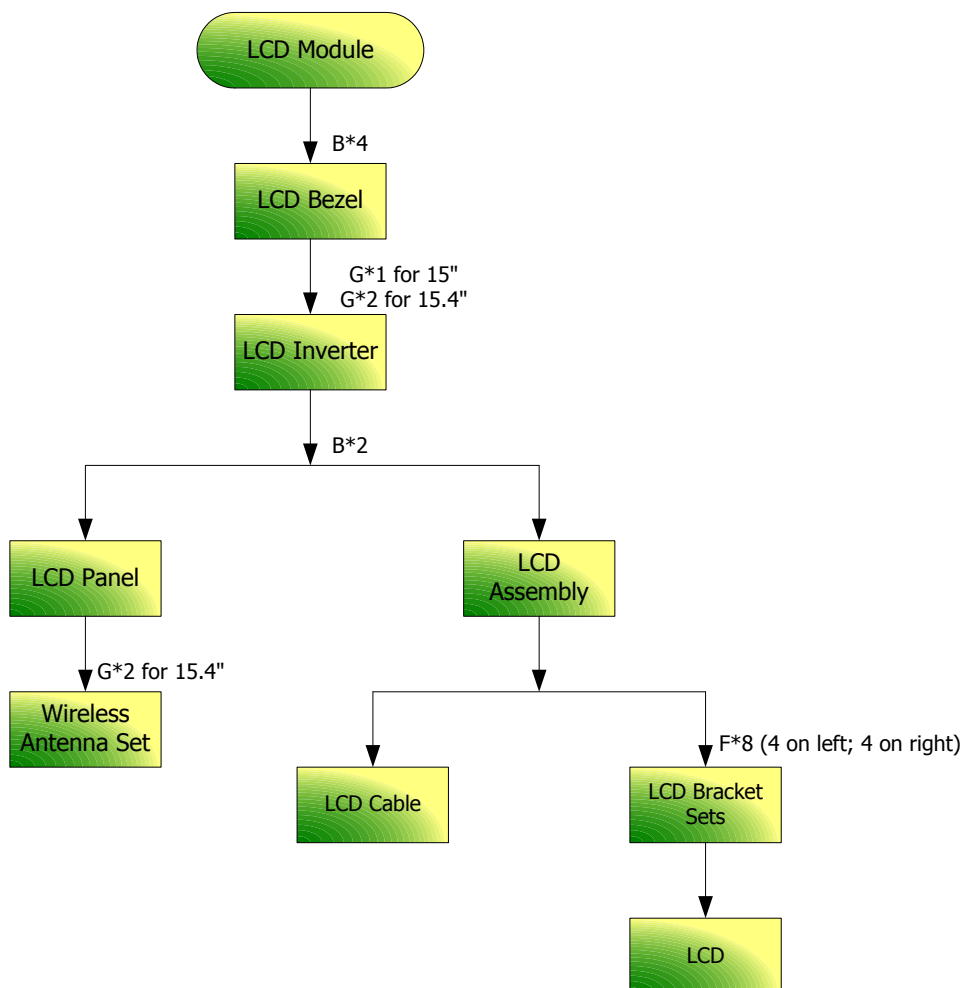 LCD Module
B*4
LCD Bezel
G*1 for 15"
G*2 for 15.4"
LCD Inverter
B*2
LCD Panel
LCD
Assembly
G*2 for 15.4"
Wireless
Antenna Set
F*8 (4 on left; 4 on right)
LCD Cable
LCD Bracket
Sets
LCD